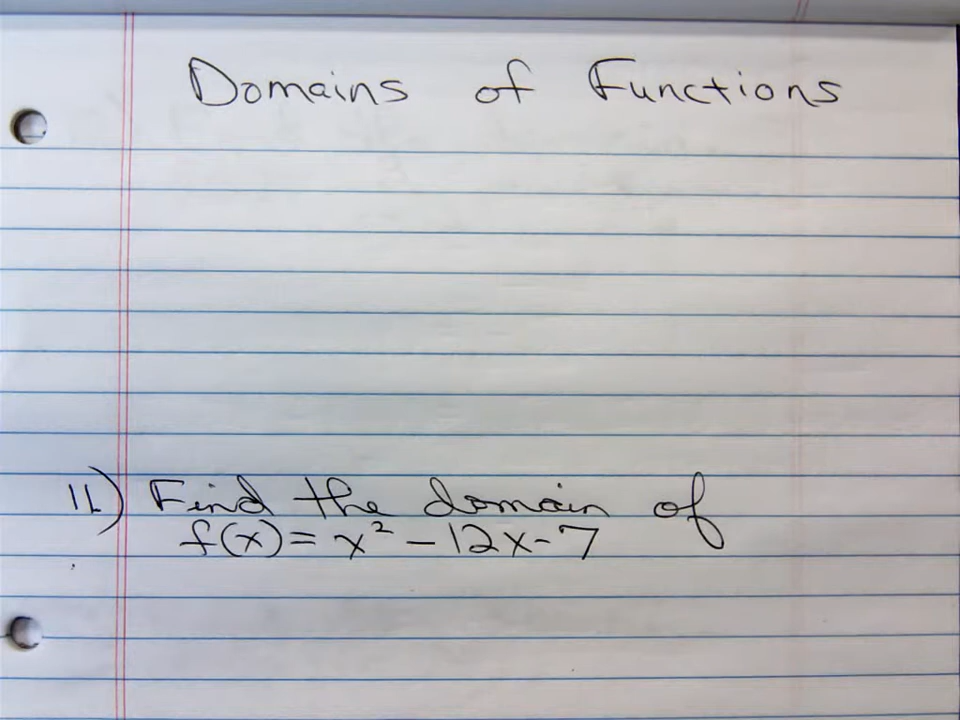 Domains of Functions
11) Find the domain of
f(x) = x² - 12x - 7